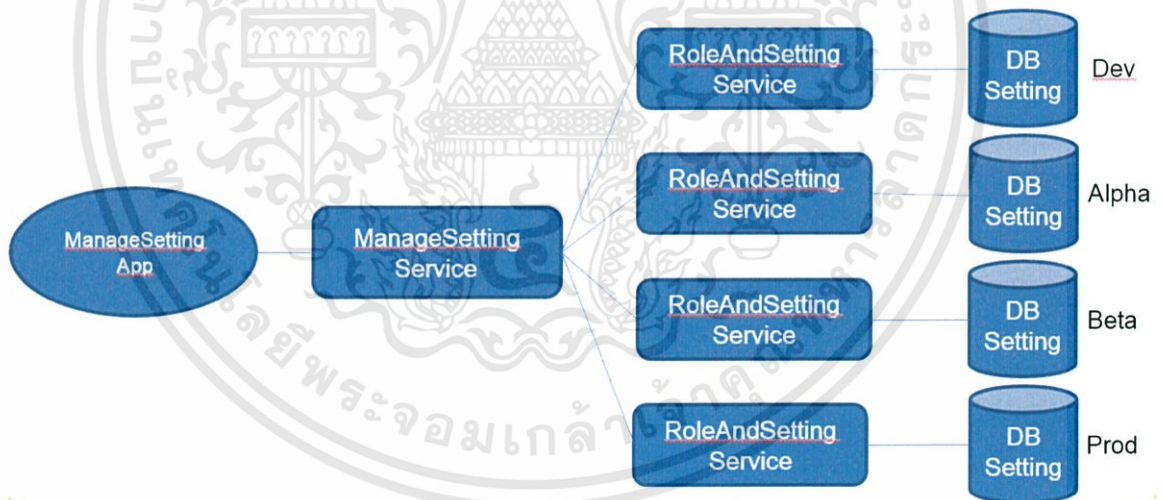 ManageSetting
App
ManageSetting
Service
RoleAndSetting
Service
DB
Setting
Dev
RoleAndSetting
Service
DB
Setting
Alpha
RoleAndSetting
Service
DB
Setting
Beta
RoleAndSetting
Service
DB
Setting
Prod